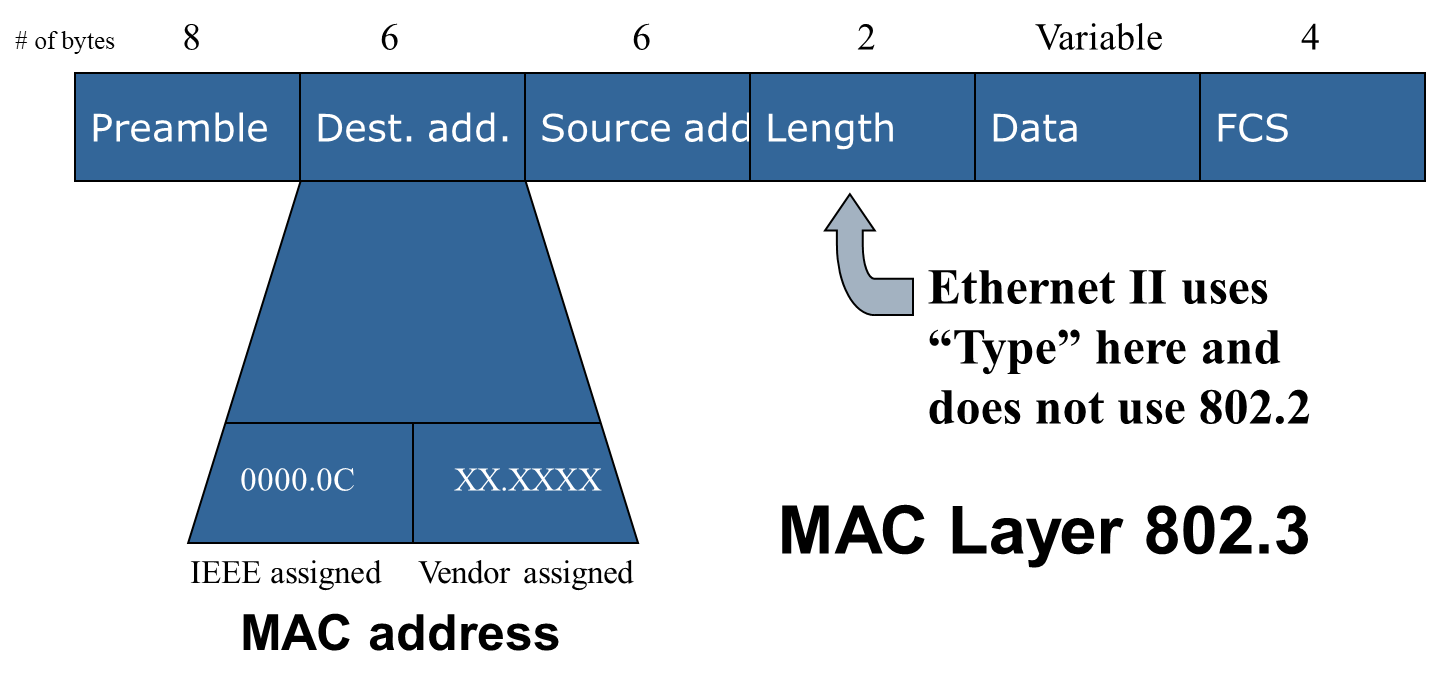 # of bytes 8 6 6 2 Variable 4
Preamble Dest. add. Source add Length Data FCS
Ethernet II uses
“Type” here and
does not use 802.2
0000.0C XX.XXXX
MAC Layer 802.3
IEEE assigned Vendor assigned
MAC address